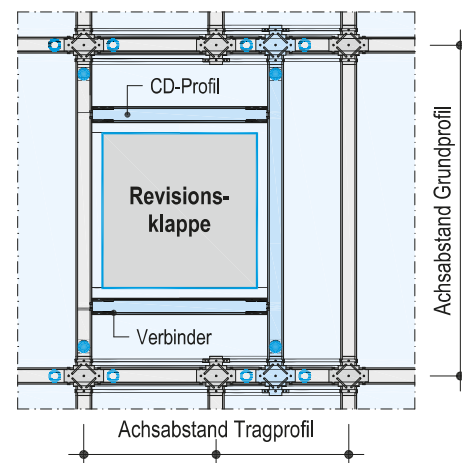 CD-Profil
Revisions-
klappe
Verbinder
Achsabstand Grundprofil
Achsabstand Tragprofil